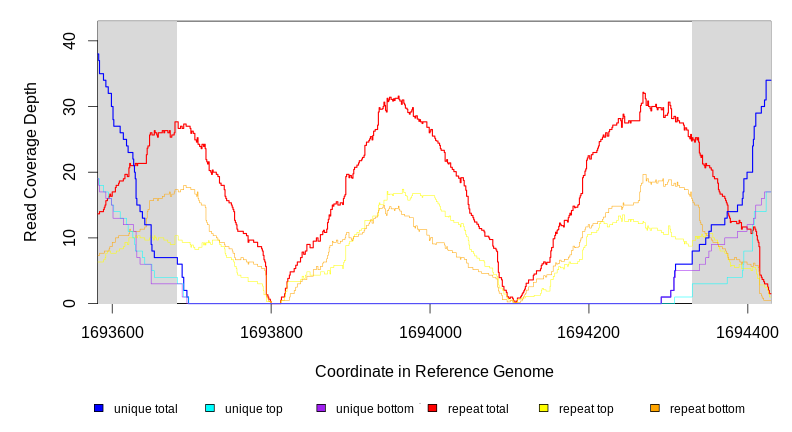 40
30
20
10
0
Read Coverage Depth
1693600 1693800 1694000 1694200 1694400
Coordinate in Reference Genome
unique total unique top unique bottom repeat total repeat top repeat bottom